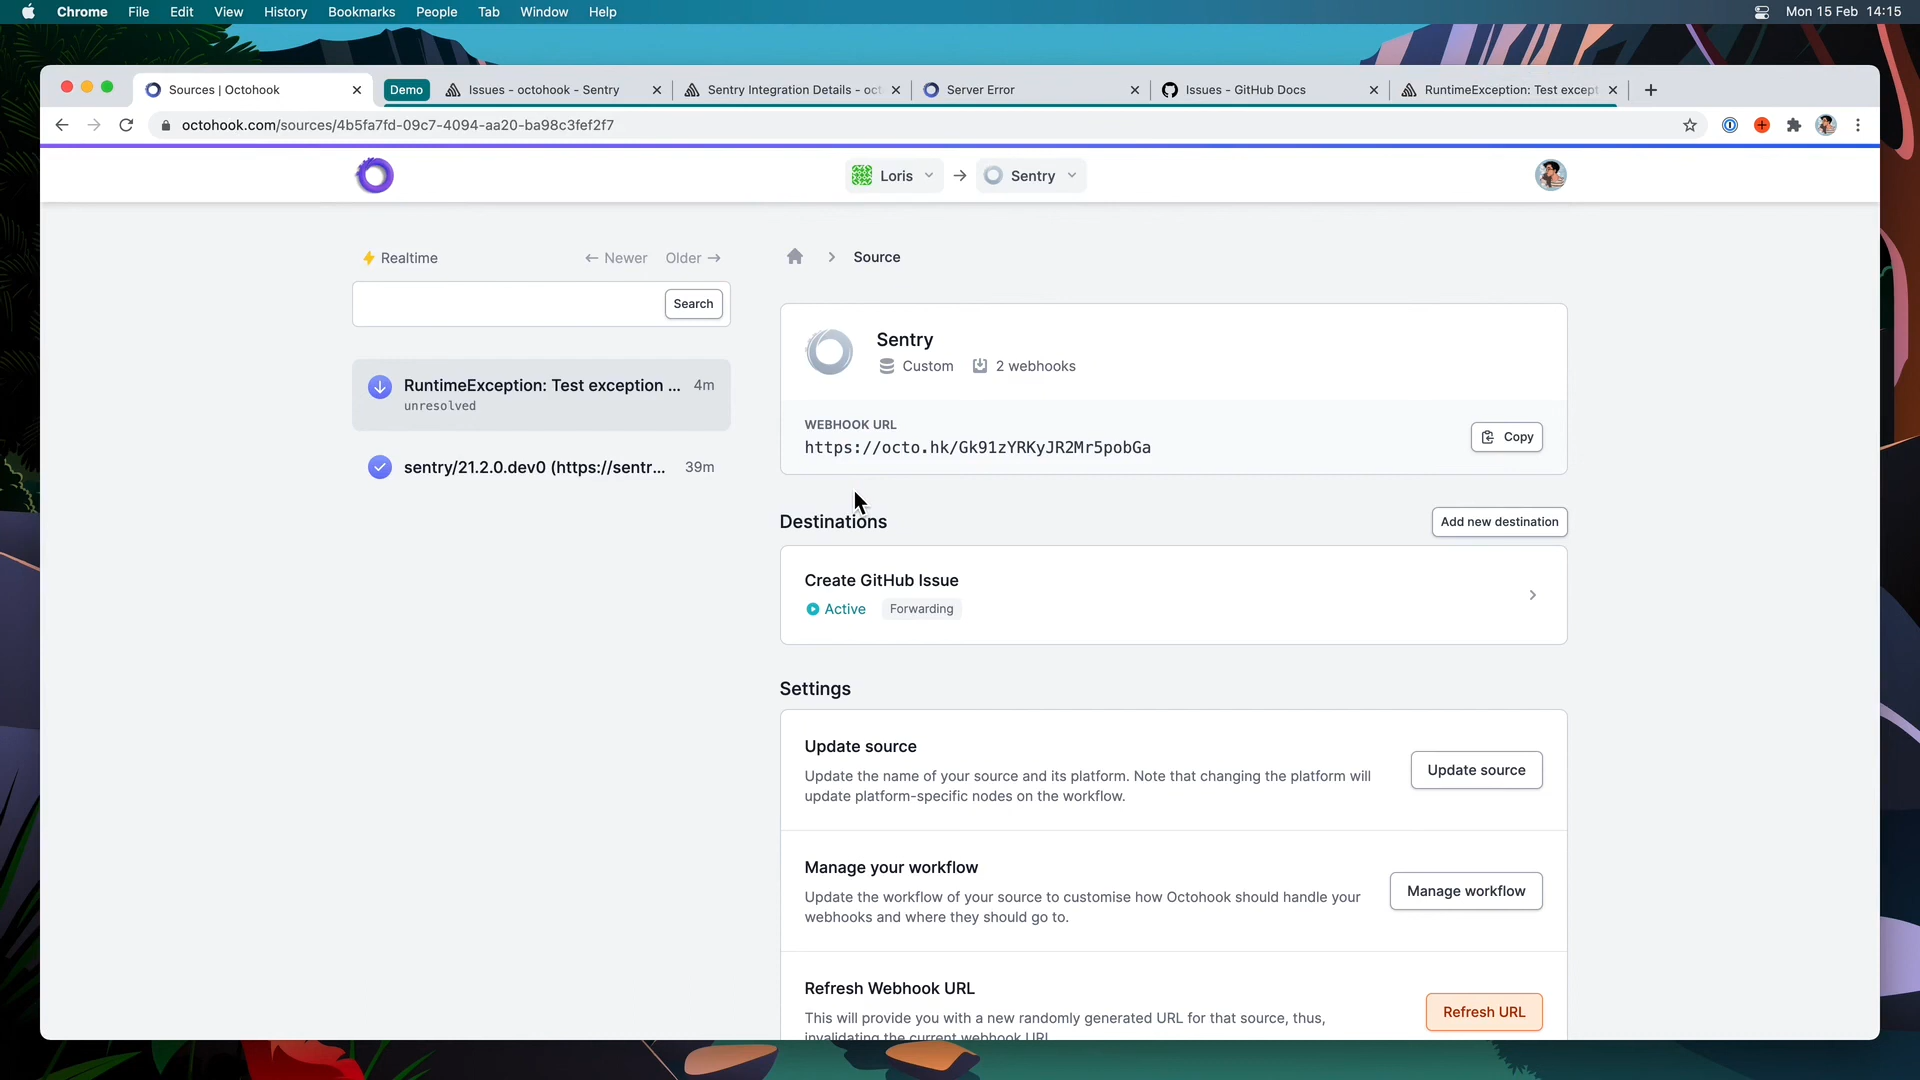 Chrome File Edit View History Bookmarks People Tab Window Help
Mon 15 Feb 14:15
Sources | Octohook
Demo
Issues - octohook - Sentry
Sentry Integration Details - oct
Server Error
Issues - GitHub Docs
RuntimeException: Test except
octohook.com/sources/4b5fa7fd-09c7-4094-aa20-ba98c3fef2f7
Loris → Sentry
Realtime
← Newer
Older →
Search
RuntimeException: Test exception ... 4m
unresolved
sentry/21.2.0.dev0 (https://sentr... 39m
Source
Sentry
Custom 2 webhooks
WEBHOOK URL
https://octo.hk/Gk91zYRKyJR2Mr5pobGa
Copy
Destinations
Add new destination
Create GitHub Issue
Active Forwarding
Settings
Update source
Update the name of your source and its platform. Note that changing the platform will
update platform-specific nodes on the workflow.
Update source
Manage your workflow
Update the workflow of your source to customise how Octohook should handle your
webhooks and where they should go to.
Manage workflow
Refresh Webhook URL
This will provide you with a new randomly generated URL for that source, thus,
invalidating the current webhook URL
Refresh URL